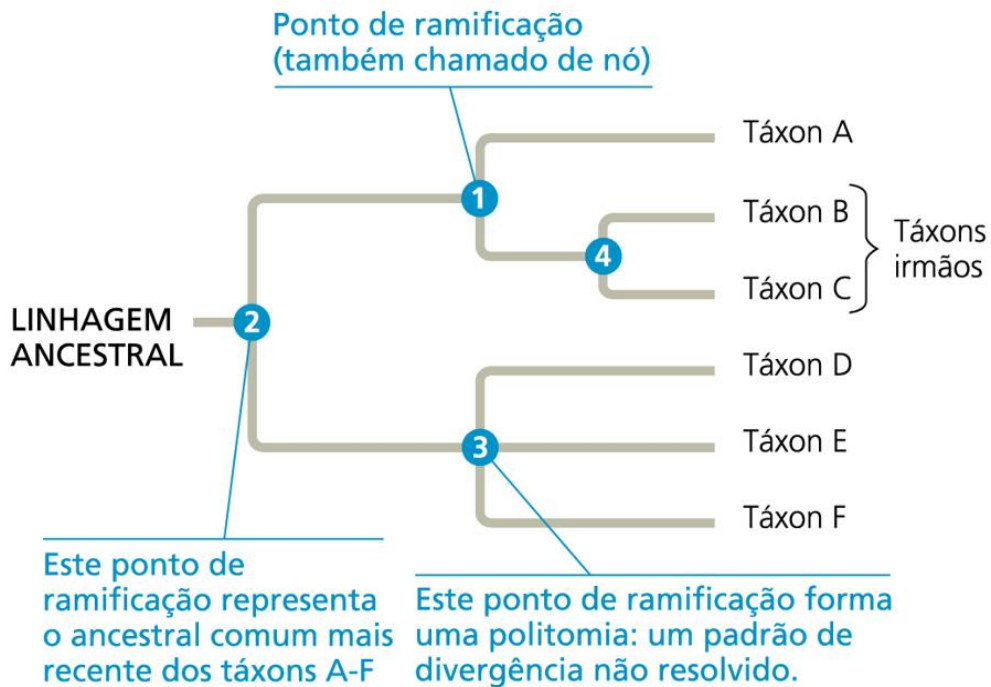 Ponto de ramificação
(também chamado de nó)
Táxon A
1
Táxon B
4
Táxons
irmãos
Táxon C
LINHAGEM
ANCESTRAL
2
Táxon D
3
Táxon E
Táxon F
Este ponto de
ramificação representa
o ancestral comum mais
recente dos táxons A-F
Este ponto de ramificação forma
uma politomia: um padrão de
divergência não resolvido.